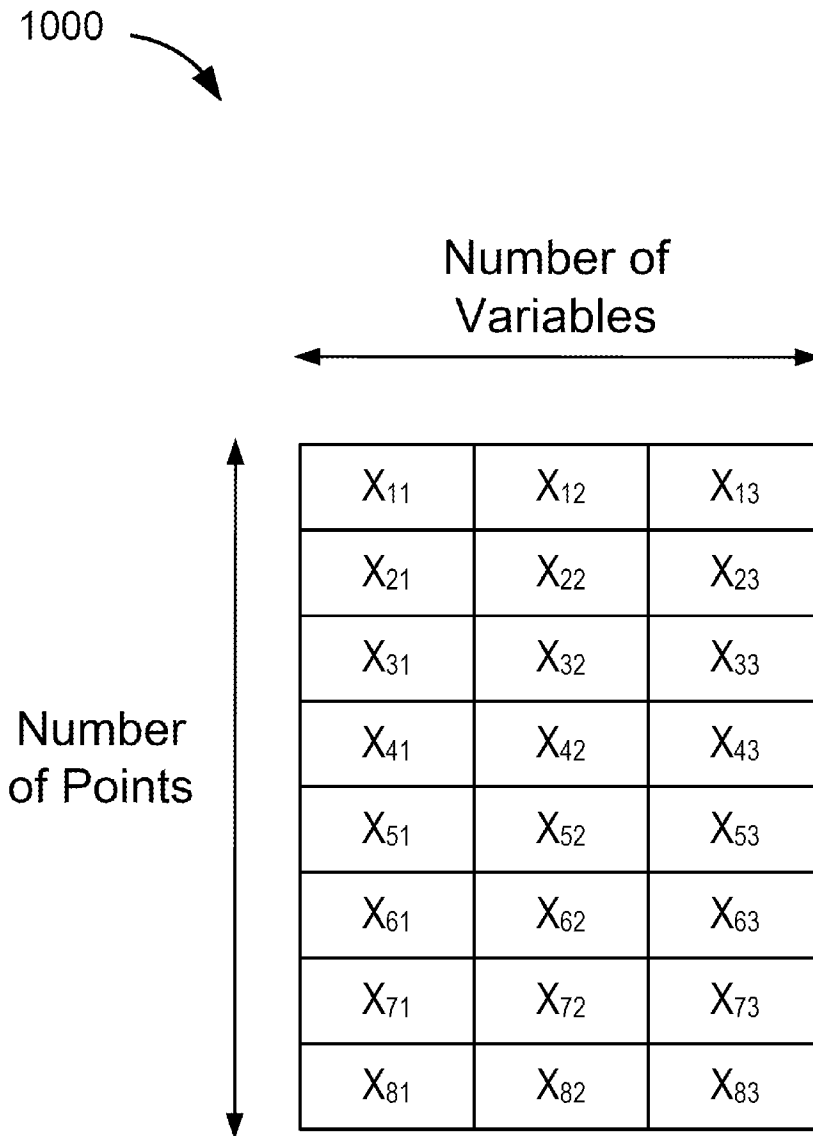 1000
Number of
Variables
X11 X12 X13
X21 X22 X23
X31 X32 X33
Number
of Points
X41 X42 X43
X51 X52 X53
X61 X62 X63
X71 X72 X73
X81 X82 X83